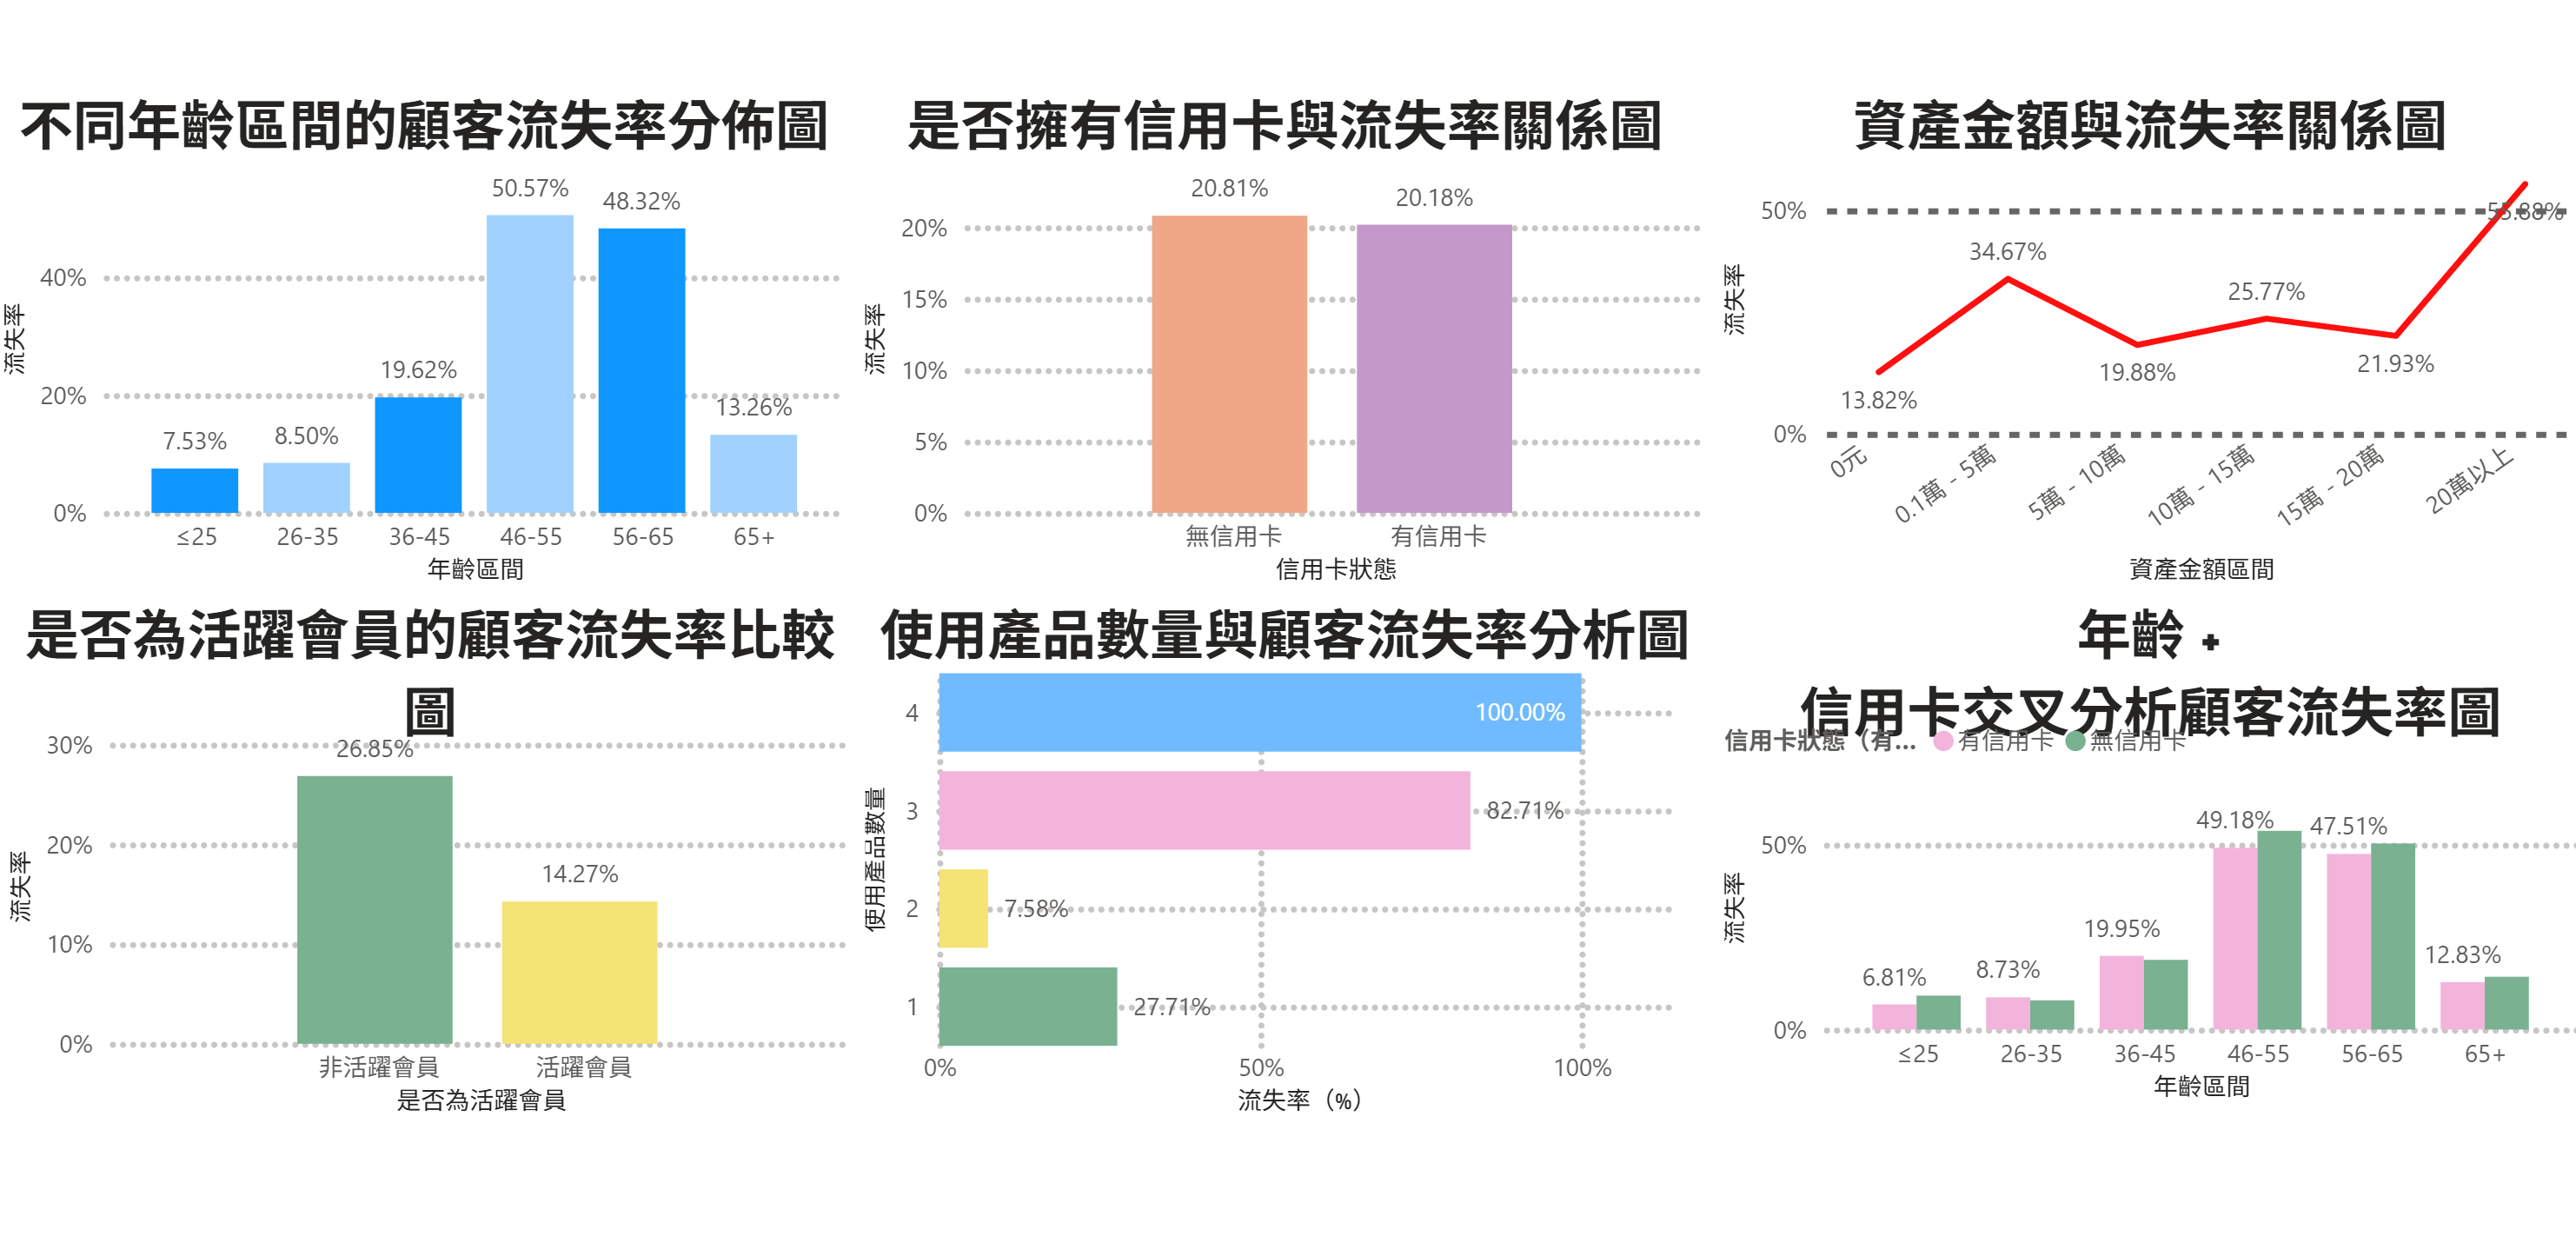 不同年齡區間的顧客流失率分佈圖
流失率
40%
20%
0%
7.53%
8.50%
19.62%
50.57%
48.32%
13.26%
≤25
26-35
36-45
46-55
56-65
65+
年齡區間
是否擁有信用卡與流失率關係圖
流失率
20%
15%
10%
5%
0%
20.81%
20.18%
無信用卡
有信用卡
信用卡狀態
資產金額與流失率關係圖
流失率
50%
0%
13.82%
34.67%
19.88%
25.77%
21.93%
55.88%
0元
0.1萬 - 5萬
5萬 - 10萬
10萬 - 15萬
15萬 - 20萬
20萬以上
資產金額區間
是否為活躍會員的顧客流失率比較
圖
流失率
30%
20%
10%
0%
26.85%
14.27%
非活躍會員
活躍會員
是否為活躍會員
使用產品數量與顧客流失率分析圖
使用產品數量
4
3
2
1
100.00%
82.71%
7.58%
27.71%
0%
50%
100%
流失率（%）
年齡 +
信用卡交叉分析顧客流失率圖
信用卡狀態（有...
有信用卡
無信用卡
流失率
50%
0%
6.81%
8.73%
19.95%
49.18%
47.51%
12.83%
≤25
26-35
36-45
46-55
56-65
65+
年齡區間